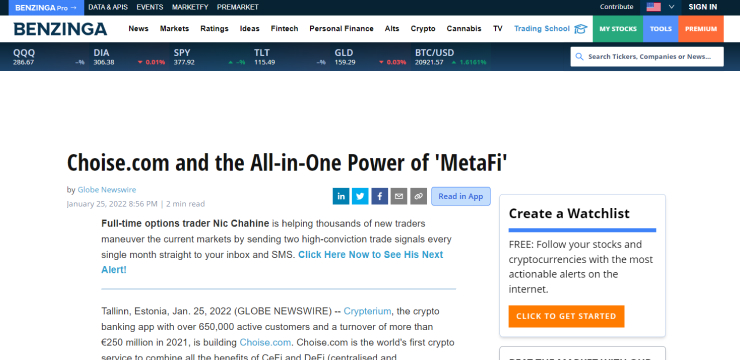 BENZINGA Pro → DATA & APIS EVENTS MARKETFY PREMARKET Contribute SIGN IN
BENZINGA News Markets Ratings Ideas Fintech Personal Finance Alts Crypto Cannabis TV Trading School MY STOCKS TOOLS PREMIUM
QQQ DIA SPY TLT GLD BTC/USD
286.67 -% 306.38 ▼ 0.01% 377.92 ▲ -% 115.49 -% 159.29 ▼ 0.03% 20921.57 ▲ 1.6161%
Search Tickers, Companies or News...
Choise.com and the All-in-One Power of 'MetaFi'
by Globe Newswire
January 25, 2022 8:56 PM | 2 min read
Read in App
Full-time options trader Nic Chahine is helping thousands of new traders
maneuver the current markets by sending two high-conviction trade signals every
single month straight to your inbox and SMS. Click Here Now to See His Next
Alert!
Tallinn, Estonia, Jan. 25, 2022 (GLOBE NEWSWIRE) -- Crypterium, the crypto
banking app with over 650,000 active customers and a turnover of more than
€250 million in 2021, is building Choise.com. Choise.com is the world's first crypto
service to combine all the benefits of CeFi and DeFi (centralised and
Create a Watchlist
FREE: Follow your stocks and
cryptocurrencies with the most
actionable alerts on the
internet.
CLICK TO GET STARTED